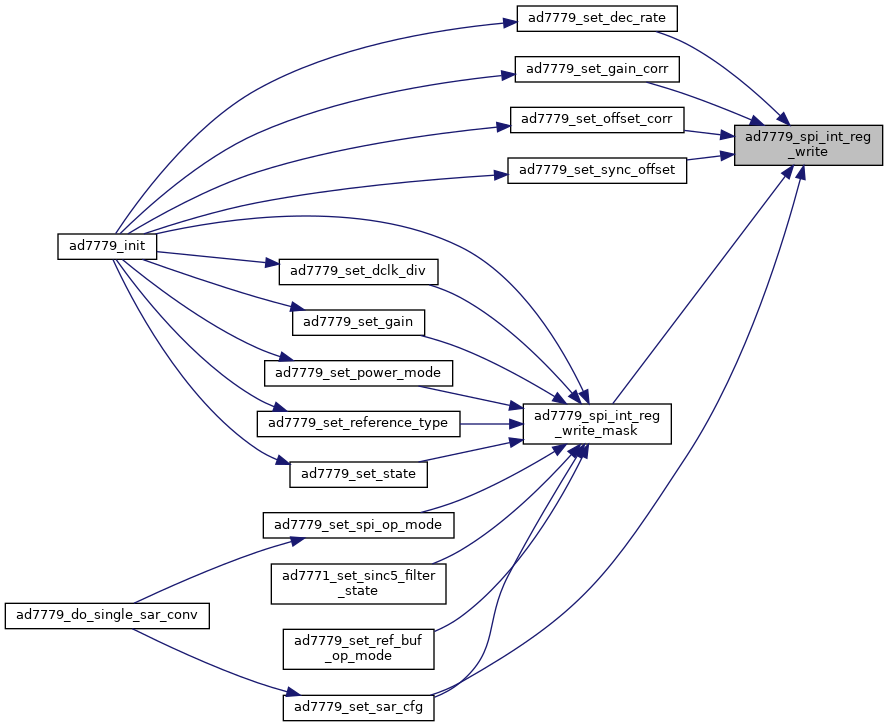 ad7779_set_dec_rate
ad7779_set_gain_corr
ad7779_set_offset_corr
ad7779_spi_int_reg
_write
ad7779_set_sync_offset
ad7779_init
ad7779_set_dclk_div
ad7779_set_gain
ad7779_set_power_mode
ad7779_set_reference_type
ad7779_spi_int_reg
_write_mask
ad7779_set_state
ad7779_set_spi_op_mode
ad7771_set_sinc5_filter
_state
ad7779_do_single_sar_conv
ad7779_set_ref_buf
_op_mode
ad7779_set_sar_cfg